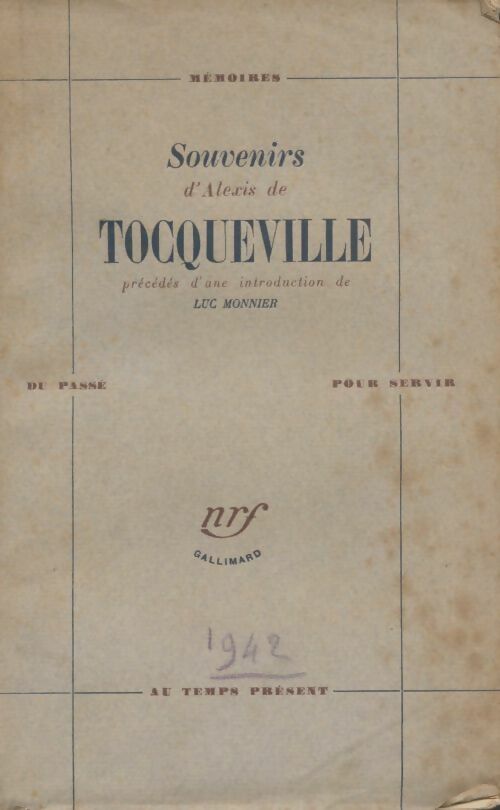 MÉMOIRES
Souvenirs
d'Alexis de
TOCQUEVILLE
précédés d'une introduction de
LUC MONNIER
DU PASSÉ
POUR SERVIR
nrf
GALLIMARD
1942
AU TEMPS PRÉSENT